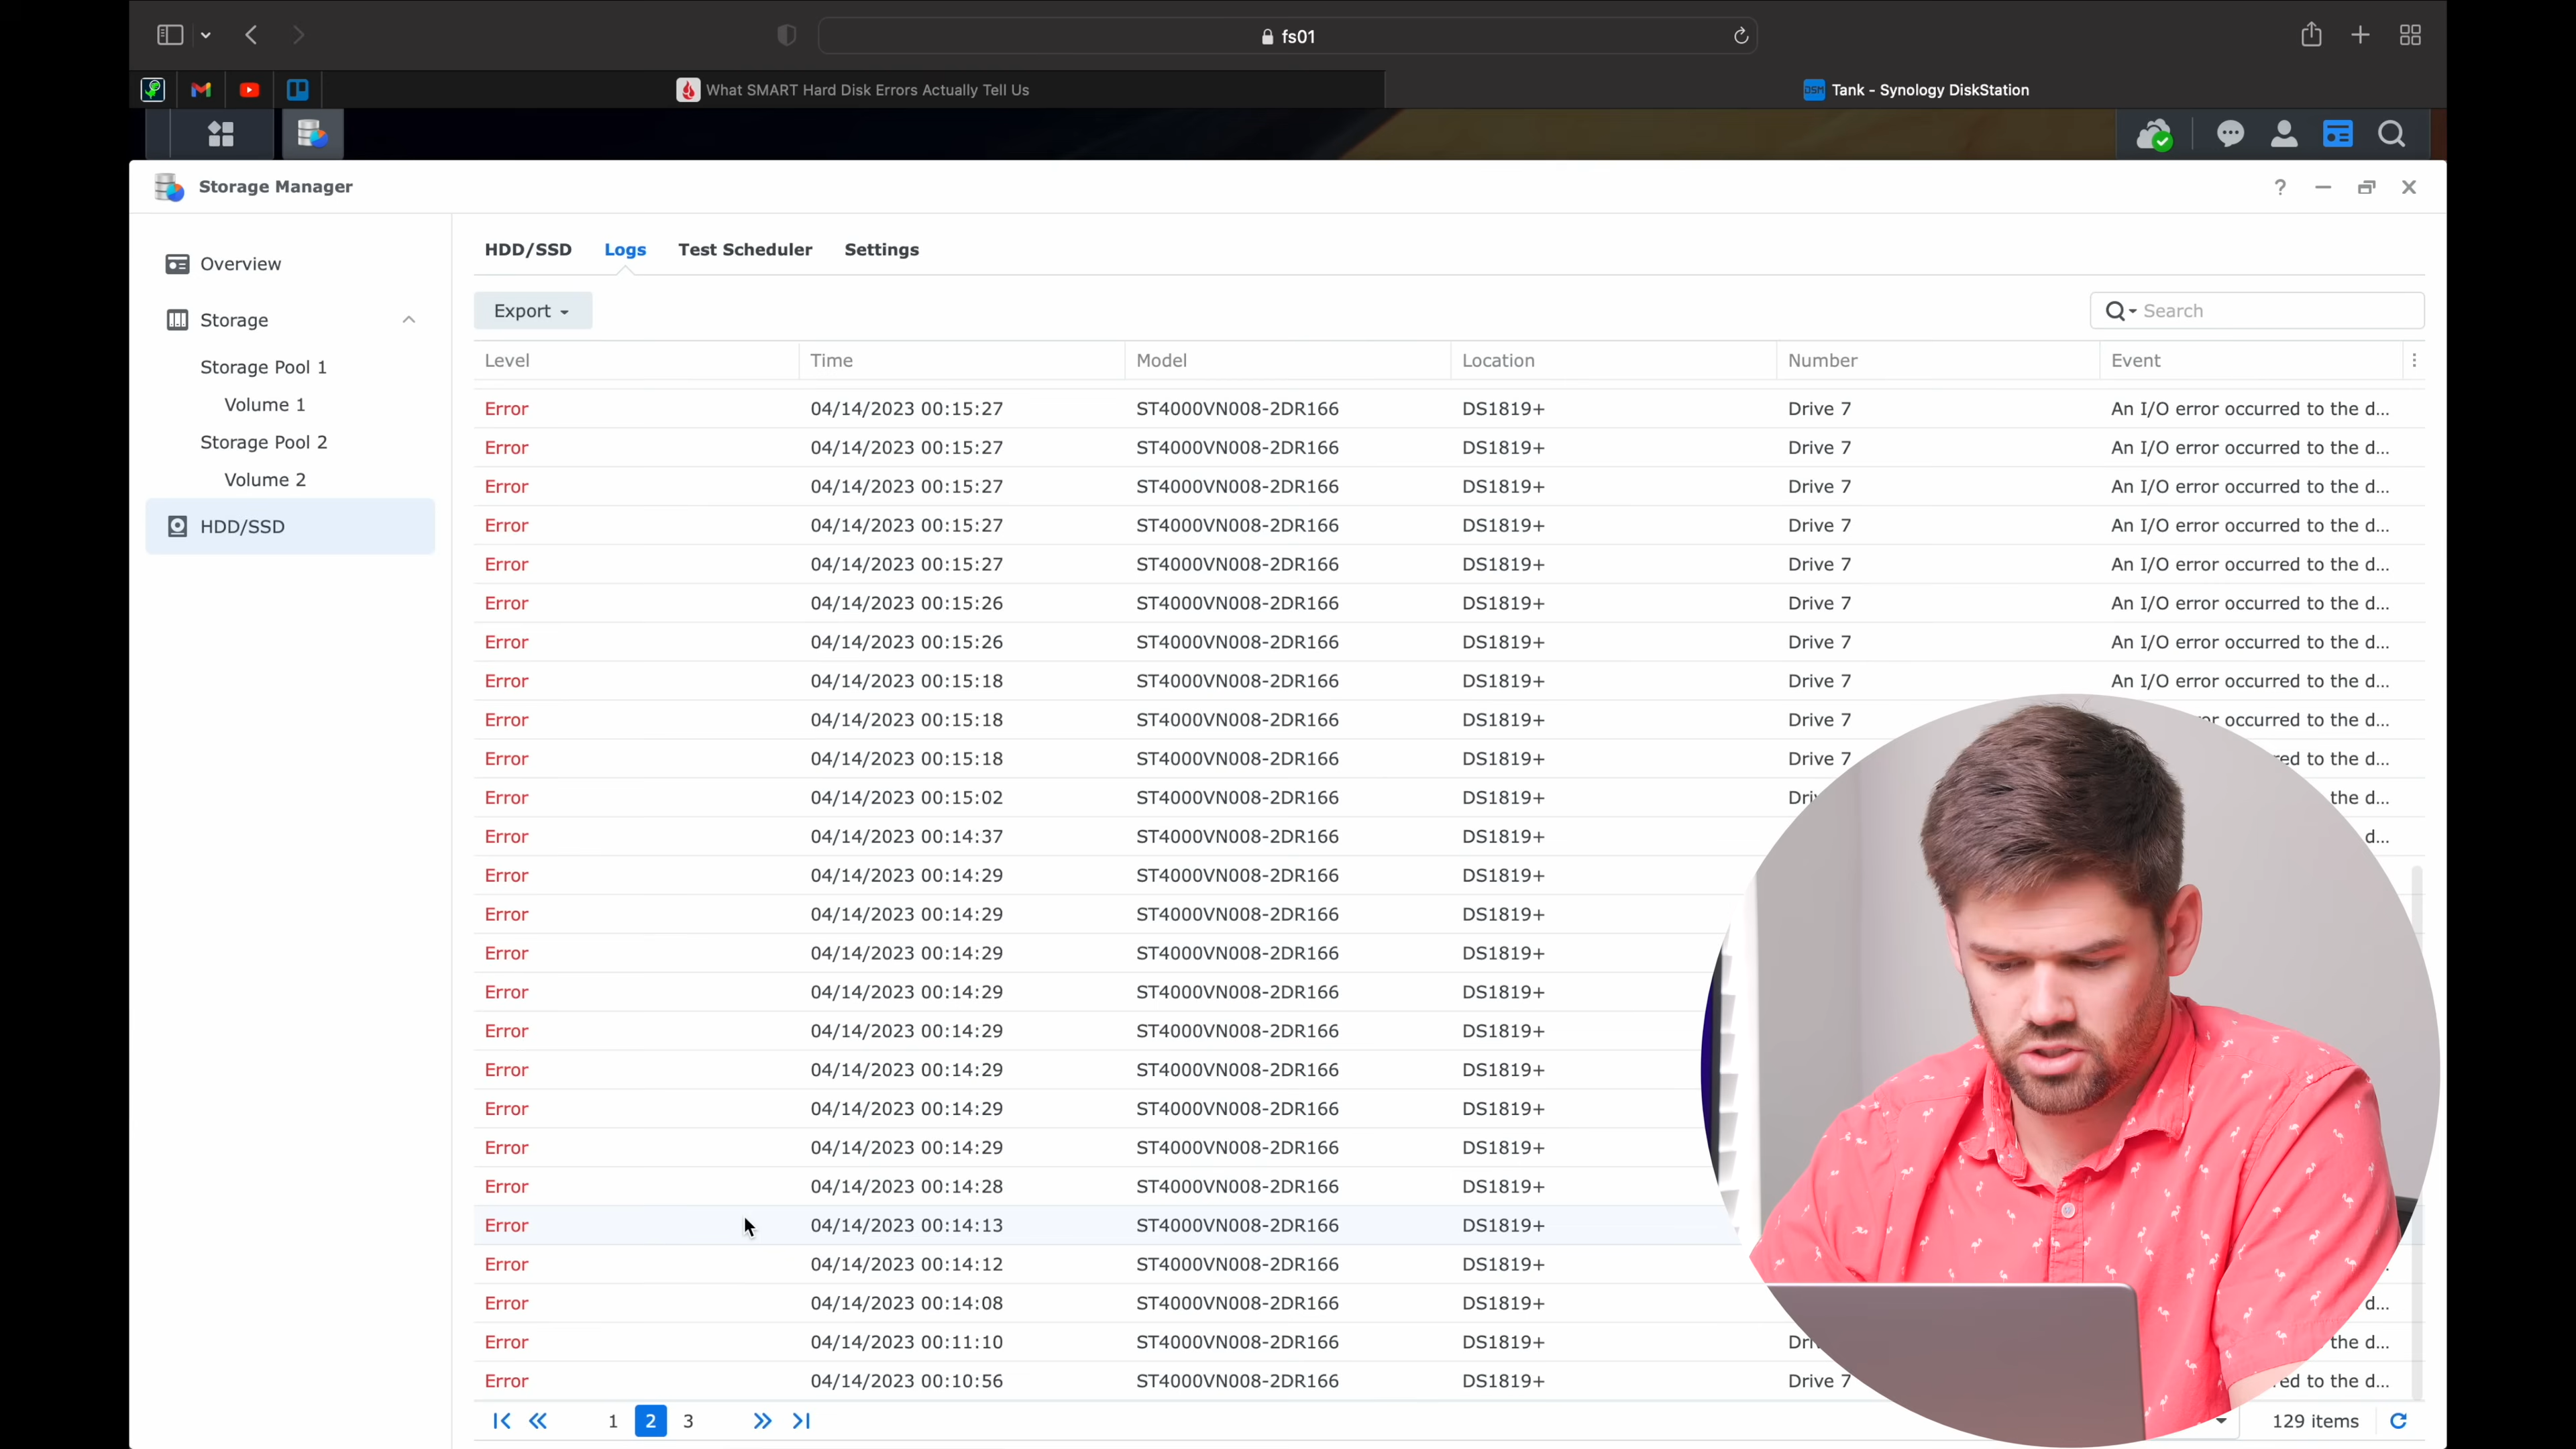 fs01
What SMART Hard Disk Errors Actually Tell Us
DSM Tank - Synology DiskStation
Storage Manager
Overview
Storage
Storage Pool 1
Volume 1
Storage Pool 2
Volume 2
HDD/SSD
HDD/SSD Logs Test Scheduler Settings
Export
Search
Level Time Model Location Number Event
Error 04/14/2023 00:15:27 ST4000VN008-2DR166 DS1819+ Drive 7 An I/O error occurred to the d...
Error 04/14/2023 00:15:27 ST4000VN008-2DR166 DS1819+ Drive 7 An I/O error occurred to the d...
Error 04/14/2023 00:15:27 ST4000VN008-2DR166 DS1819+ Drive 7 An I/O error occurred to the d...
Error 04/14/2023 00:15:27 ST4000VN008-2DR166 DS1819+ Drive 7 An I/O error occurred to the d...
Error 04/14/2023 00:15:27 ST4000VN008-2DR166 DS1819+ Drive 7 An I/O error occurred to the d...
Error 04/14/2023 00:15:26 ST4000VN008-2DR166 DS1819+ Drive 7 An I/O error occurred to the d...
Error 04/14/2023 00:15:26 ST4000VN008-2DR166 DS1819+ Drive 7 An I/O error occurred to the d...
Error 04/14/2023 00:15:18 ST4000VN008-2DR166 DS1819+ Drive 7 An I/O error occurred to the d...
Error 04/14/2023 00:15:18 ST4000VN008-2DR166 DS1819+ Drive 7 occurred to the d...
Error 04/14/2023 00:15:18 ST4000VN008-2DR166 DS1819+ Drive 7 to the d...
Error 04/14/2023 00:15:02 ST4000VN008-2DR166 DS1819+ the d...
Error 04/14/2023 00:14:37 ST4000VN008-2DR166 DS1819+ d...
Error 04/14/2023 00:14:29 ST4000VN008-2DR166 DS1819+
Error 04/14/2023 00:14:29 ST4000VN008-2DR166 DS1819+
Error 04/14/2023 00:14:29 ST4000VN008-2DR166 DS1819+
Error 04/14/2023 00:14:29 ST4000VN008-2DR166 DS1819+
Error 04/14/2023 00:14:29 ST4000VN008-2DR166 DS1819+
Error 04/14/2023 00:14:29 ST4000VN008-2DR166 DS1819+
Error 04/14/2023 00:14:29 ST4000VN008-2DR166 DS1819+
Error 04/14/2023 00:14:29 ST4000VN008-2DR166 DS1819+
Error 04/14/2023 00:14:28 ST4000VN008-2DR166 DS1819+
Error 04/14/2023 00:14:13 ST4000VN008-2DR166 DS1819+
Error 04/14/2023 00:14:12 ST4000VN008-2DR166 DS1819+
Error 04/14/2023 00:14:08 ST4000VN008-2DR166 DS1819+ d...
Error 04/14/2023 00:11:10 ST4000VN008-2DR166 DS1819+ the d...
Error 04/14/2023 00:10:56 ST4000VN008-2DR166 DS1819+ Drive 7 to the d...
1 2 3 129 items